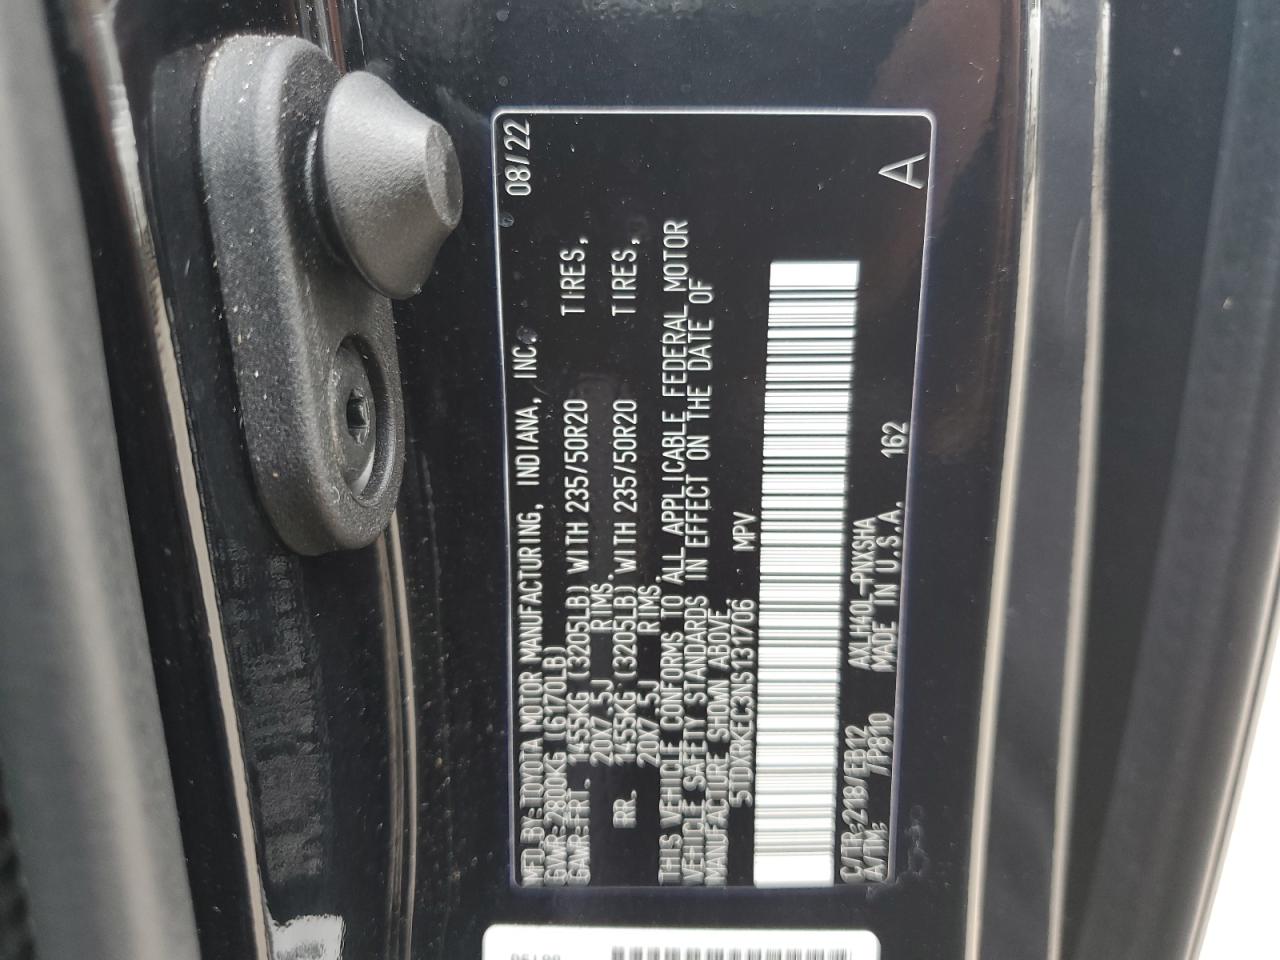 MFD.BY:TOYOTA MOTOR MANUFACTURING, INDIANA, INC. 08/22
GVWR:2800KG (6170LB)
GAWR:FRT. 1455KG (3205LB) WITH 235/50R20 TIRES,
20X7.5J RIMS.
RR. 1455KG (3205LB) WITH 235/50R20 TIRES,
20X7.5J RIMS.
THIS VEHICLE CONFORMS TO ALL APPLICABLE FEDERAL MOTOR
VEHICLE SAFETY STANDARDS IN EFFECT ON THE DATE OF
MANUFACTURE SHOWN ABOVE.
5TDXRKEC3NS131706 MPV
C/TR:218/EB12 AXLH40L-PNXSHA
A/TM: /P810 MADE IN U.S.A. 162 A